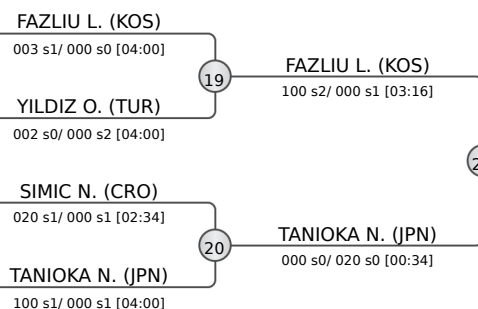 FAZLIU L. (KOS)
003 s1/ 000 s0 [04:00]
19
FAZLIU L. (KOS)
100 s2/ 000 s1 [03:16]
YILDIZ O. (TUR)
002 s0/ 000 s2 [04:00]
SIMIC N. (CRO)
020 s1/ 000 s1 [02:34]
20
TANIOKA N. (JPN)
000 s0/ 020 s0 [00:34]
TANIOKA N. (JPN)
100 s1/ 000 s1 [04:00]